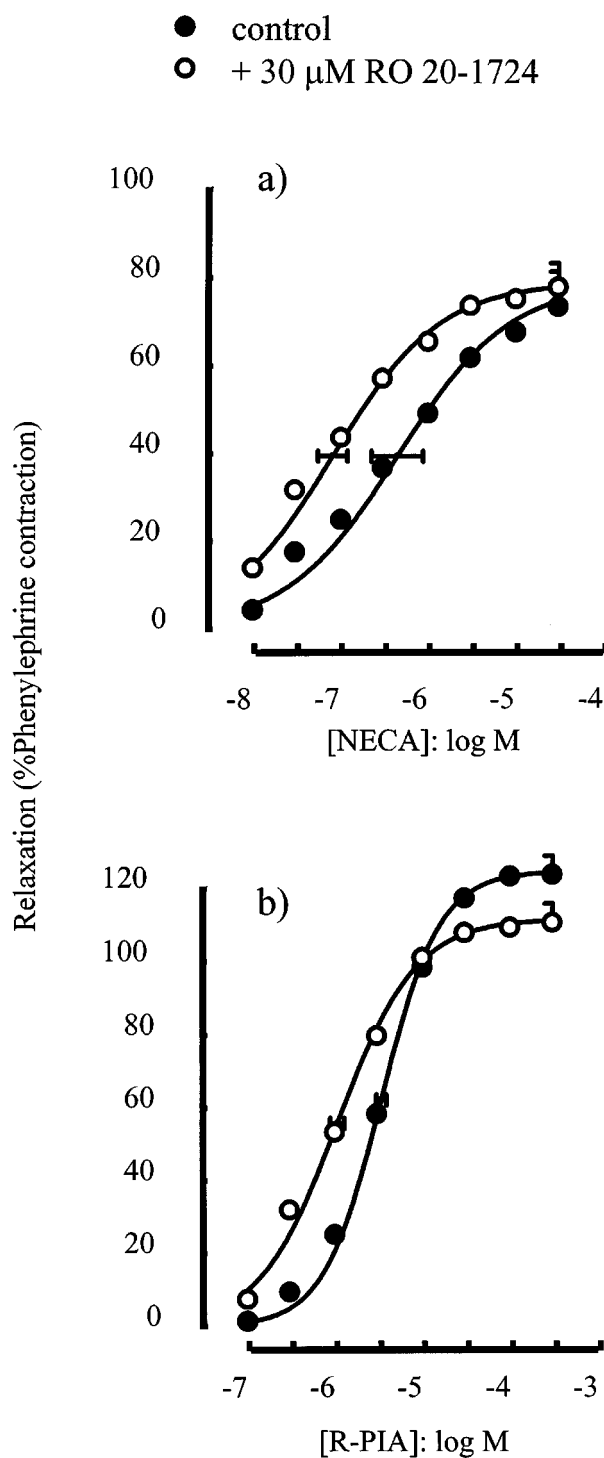 control
+ 30 μM RO 20-1724
Relaxation (%Phenylephrine contraction)
a)
100
80
60
40
20
0
-8 -7 -6 -5 -4
[NECA]: log M
b)
120
100
80
60
40
20
0
-7 -6 -5 -4 -3
[R-PIA]: log M